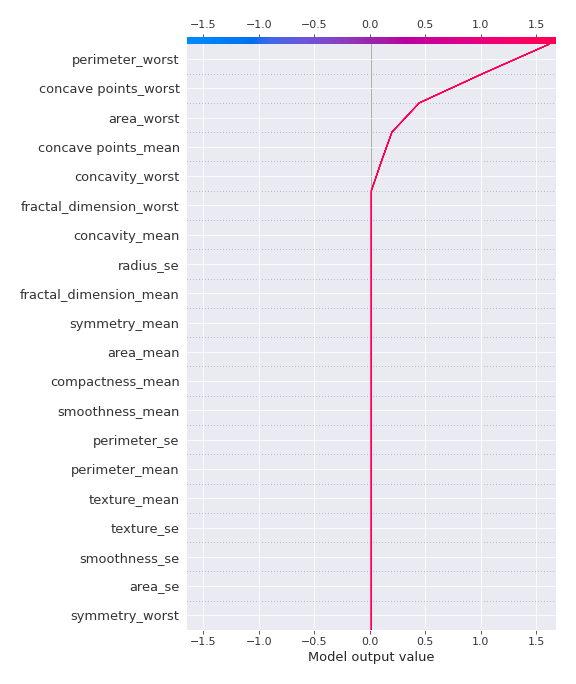 −1.5 −1.0 −0.5 0.0 0.5 1.0 1.5
perimeter_worst
concave points_worst
area_worst
concave points_mean
concavity_worst
fractal_dimension_worst
concavity_mean
radius_se
fractal_dimension_mean
symmetry_mean
area_mean
compactness_mean
smoothness_mean
perimeter_se
perimeter_mean
texture_mean
texture_se
smoothness_se
area_se
symmetry_worst
−1.5 −1.0 −0.5 0.0 0.5 1.0 1.5
Model output value